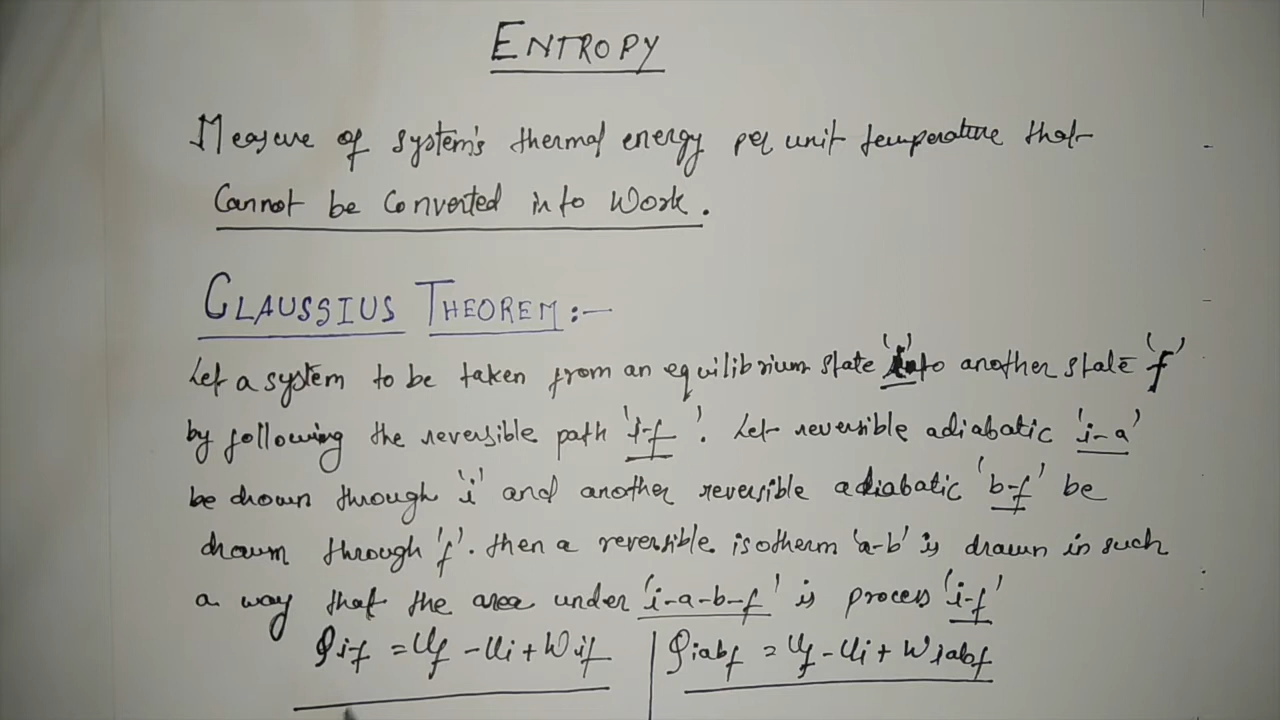 ENTROPY
Measure of system's thermal energy per unit temperature that
Cannot be Converted into Work.
CLAUSSIUS THEOREM:-
Let a system to be taken from an equilibrium state 'i' to another state 'f'
by following the reversible path 'i-f'. Let reversible adiabatic 'i-a'
be drown through 'i' and another reversible adiabatic 'b-f' be
drawn through 'f'. then a reversible isotherm 'a-b' is drawn in such
a way that the area under 'i-a-b-f' is process 'i-f'
Qif = Uf - Ui + Wif | Qiabf = Uf - Ui + Wiabf